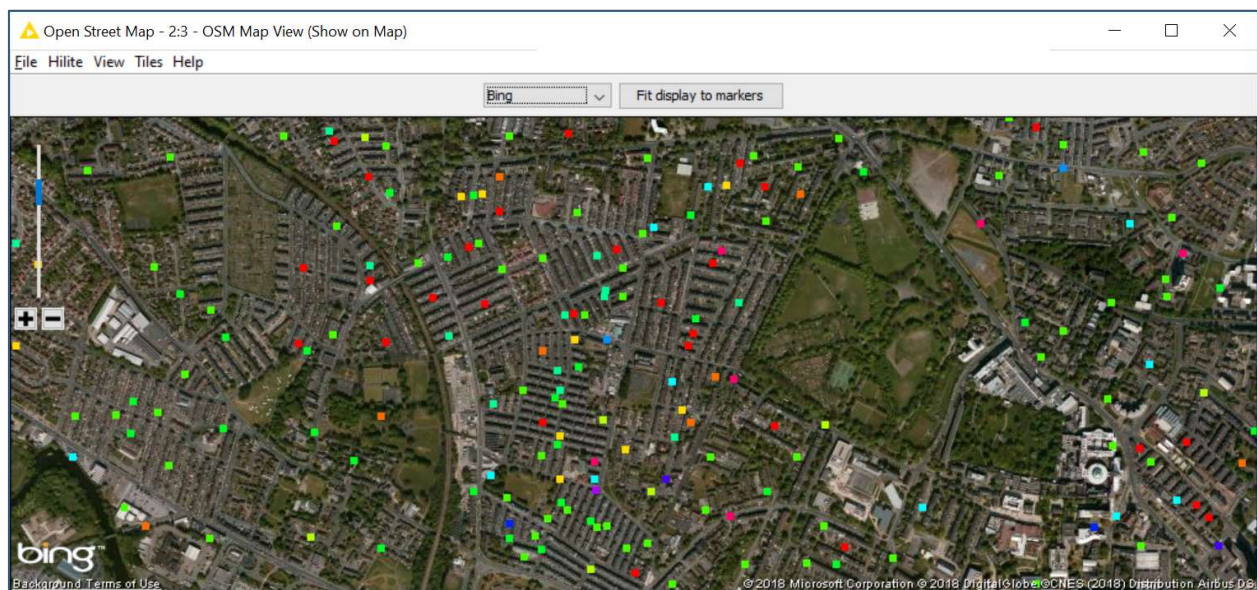 Open Street Map - 2:3 - OSM Map View (Show on Map)
File Hilite View Tiles Help
Bing Fit display to markers
bing™
Background Terms of Use
© 2018 Microsoft Corporation © 2018 DigitalGlobe ©CNES (2018) Distribution Airbus DS